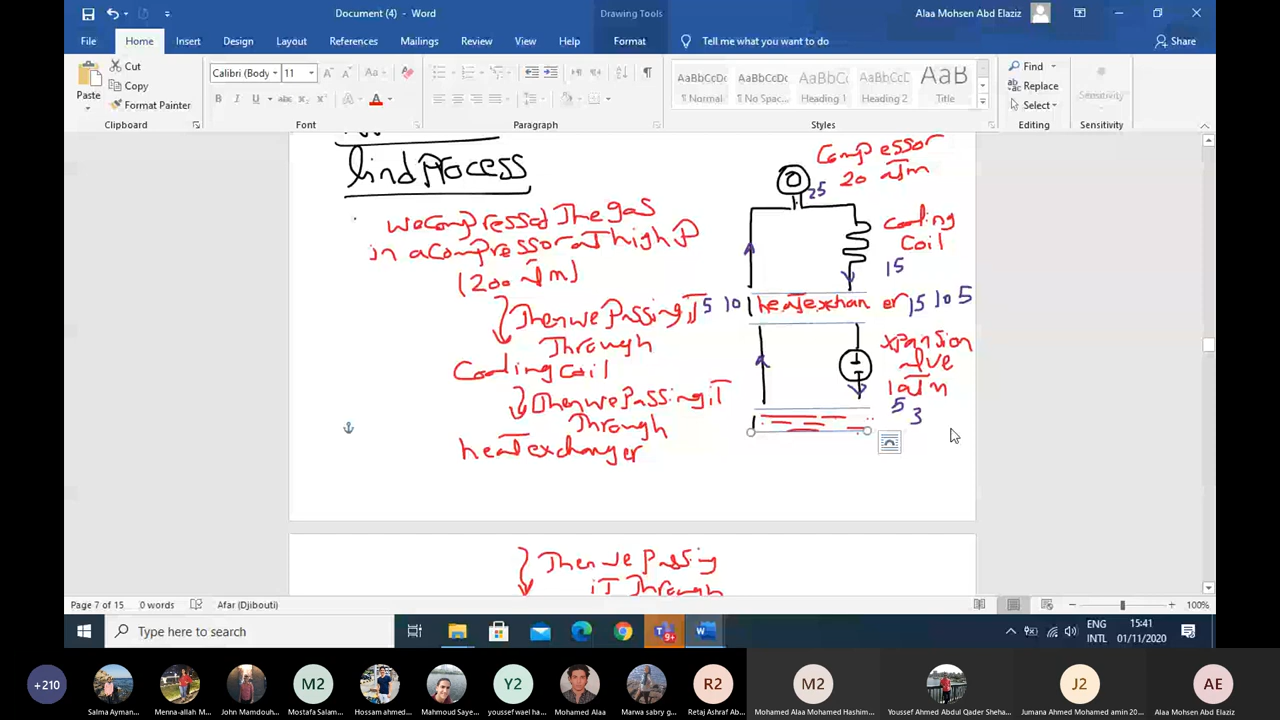 Document (4) - Word
Drawing Tools
Alaa Mohsen Abd Elaziz
File Home Insert Design Layout References Mailings Review View Help Format Tell me what you want to do Share
Paste Cut
Copy
Format Painter
Calibri (Body) 11
Clipboard Font Paragraph Styles Editing Sensitivity
AaBbCcDc AaBbCcDc AaBbCc AaBbCcD AaB
¶ Normal ¶ No Spac... Heading 1 Heading 2 Title
Find
Replace
Select
Sensitivity
lind Process
we compressed The gas
in a compressor aT high P
(200 aTm)
Then we Passing iT
Through
Cooling coil
Then we Passing iT
Through
heaT exchanger
Then we Passing
iT Through
Compressor
20 aTm
25
cooling
coil
15
5 10 heaTexchan er 15 10 5
xpansion
alve
1 aTm
5
3
Page 7 of 15 0 words Afar (Djibouti) 100%
Type here to search
9+
ENG
INTL
15:41
01/11/2020
+210 M2 Y2 R2 M2 J2 AE
Salma Ayman... Menna-allah M... John Mamdouh... Mostafa Salam... Hossam ahmed... Mahmoud Saye... youssef wael ha... Mohamed Alaa Marwa sabry g... Retaj Ashraf Ab... Mohamed Alaa Mohamed Hashim... Youssef Ahmed Abdul Qader Sheha... Jumana Ahmed Mohamed amin 20... Alaa Mohsen Abd Elaziz